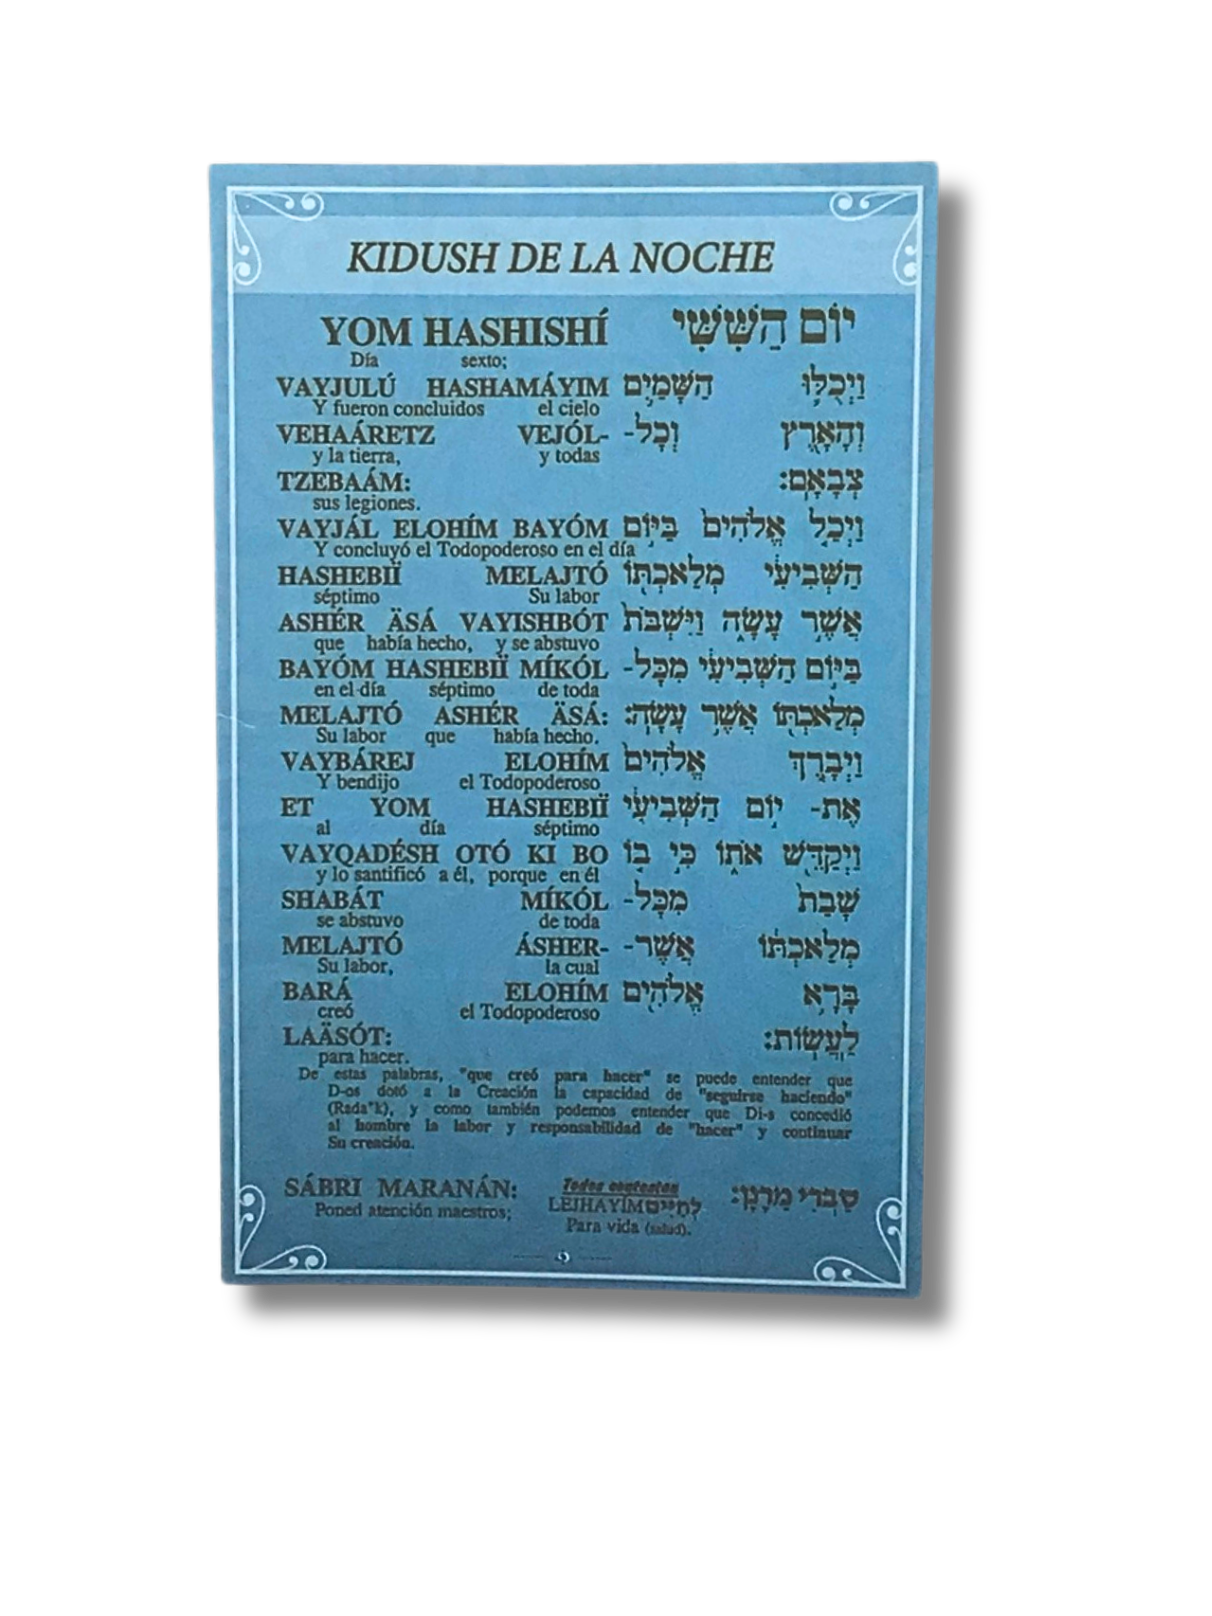 KIDUSH DE LA NOCHE
YOM HASHISHÍ יוֹם הַשִּׁשִּׁי
Día sexto;
VAYJULÚ HASHAMÁYIM וַיְכֻלּ֛וּ הַשָּׁמַ֥יִם
Y fueron concluidos el cielo
VEHAÁRETZ VEJÓL- וְהָאָ֖רֶץ וְכָל-
y la tierra, y todas
TZEBAÁM: צְבָאָֽם:
sus legiones.
VAYJÁL ELOHÍM BAYÓM וַיְכַ֤ל אֱלֹהִים֙ בַּיּ֣וֹם
Y concluyó el Todopoderoso en el día
HASHEBIÏ MELAJTÓ הַשְּׁבִיעִ֔י מְלַאכְתּ֖וֹ
séptimo Su labor
ASHÉR ÄSÁ VAYISHBÓT אֲשֶׁ֣ר עָשָׂ֑ה וַיִּשְׁבֹּת֙
que había hecho, y se abstuvo
BAYÓM HASHEBIÏ MÍKÓL בַּיּ֣וֹם הַשְּׁבִיעִ֔י מִכָּל-
en el día séptimo de toda
MELAJTÓ ASHÉR ÄSÁ: מְלַאכְתּ֖וֹ אֲשֶׁ֥ר עָשָֽׂה:
Su labor que había hecho.
VAYBÁREJ ELOHÍM וַיְבָ֤רֶךְ אֱלֹהִים֙
Y bendijo el Todopoderoso
ET YOM HASHEBIÏ אֶת- י֣וֹם הַשְּׁבִיעִ֔י
al día séptimo
VAYQADÉSH OTÓ KI BO וַיְקַדֵּ֖שׁ אֹת֑וֹ כִּ֣י ב֤וֹ
y lo santificó a él, porque en él
SHABÁT MÍKÓL שָׁבַת֙ מִכָּל-
se abstuvo de toda
MELAJTÓ ÁSHER- מְלַאכְתּ֔וֹ אֲשֶׁר-
Su labor, la cual
BARÁ ELOHÍM בָּרָ֥א אֱלֹהִ֖ים
creó el Todopoderoso
LAÄSÓT: לַעֲשֽׂוֹת:
para hacer.
De estas palabras, "que creó para hacer" se puede entender que
D-os dotó a la Creación la capacidad de "seguirse haciendo"
(Rada"k), y como también podemos entender que Di-s concedió
al hombre la labor y responsabilidad de "hacer" y continuar
Su creación.
SÁBRI MARANÁN: Todos contestan סַבְרִי מָרָנָן:
LEJHAYÍM לְחַיִּים
Poned atención maestros; Para vida (salud).
9